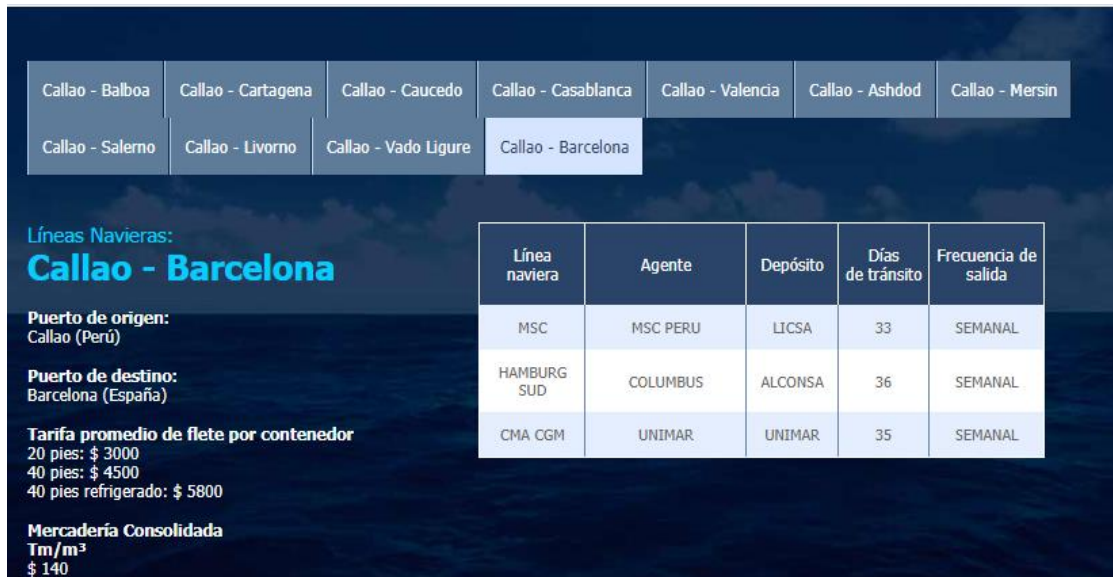 Callao - Balboa
Callao - Cartagena
Callao - Caucedo
Callao - Casablanca
Callao - Valencia
Callao - Ashdod
Callao - Mersin
Callao - Salerno
Callao - Livorno
Callao - Vado Ligure
Callao - Barcelona
Líneas Navieras:
Callao - Barcelona
Puerto de origen:
Callao (Perú)
Puerto de destino:
Barcelona (España)
Tarifa promedio de flete por contenedor
20 pies: $ 3000
40 pies: $ 4500
40 pies refrigerado: $ 5800
Mercadería Consolidada
Tm/m³
$ 140
Línea naviera Agente Depósito Días de tránsito Frecuencia de salida
MSC MSC PERU LICSA 33 SEMANAL
HAMBURG SUD COLUMBUS ALCONSA 36 SEMANAL
CMA CGM UNIMAR UNIMAR 35 SEMANAL